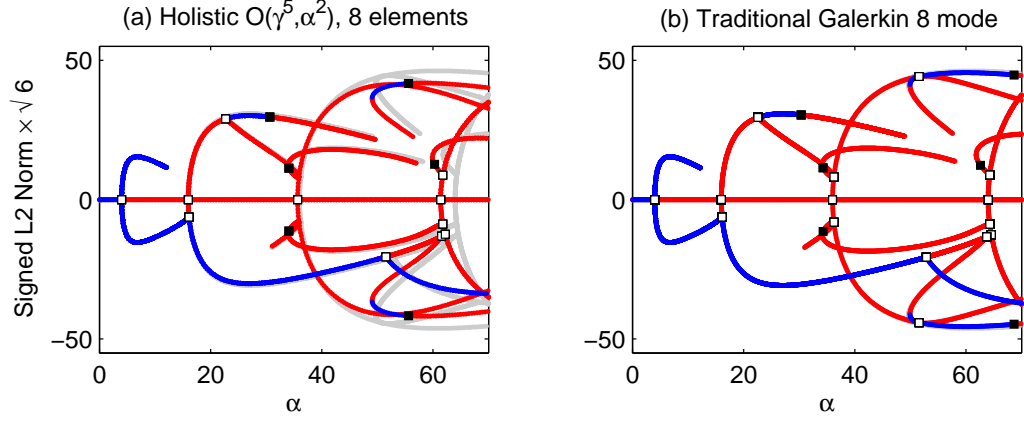 (a) Holistic O(γ⁵,α²), 8 elements
(b) Traditional Galerkin 8 mode
Signed L2 Norm × √ 6
50
0
−50
0
20
40
60
α
50
0
−50
0
20
40
60
α